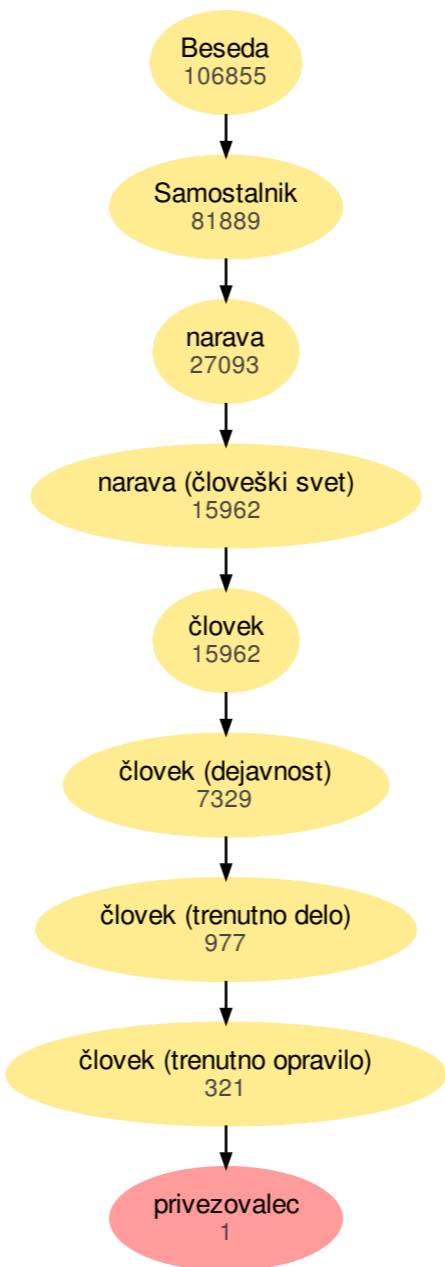 Beseda
106855
Samostalnik
81889
narava
27093
narava (človeški svet)
15962
človek
15962
človek (dejavnost)
7329
človek (trenutno delo)
977
človek (trenutno opravilo)
321
privezovalec
1